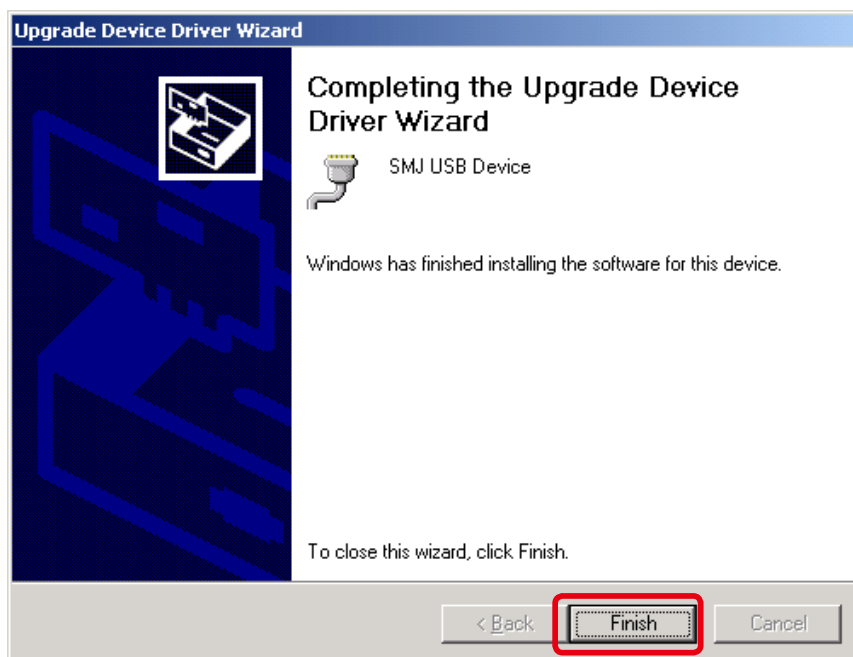 Upgrade Device Driver Wizard
Completing the Upgrade Device
Driver Wizard
SMJ USB Device
Windows has finished installing the software for this device.
To close this wizard, click Finish.
< Back
Finish
Cancel